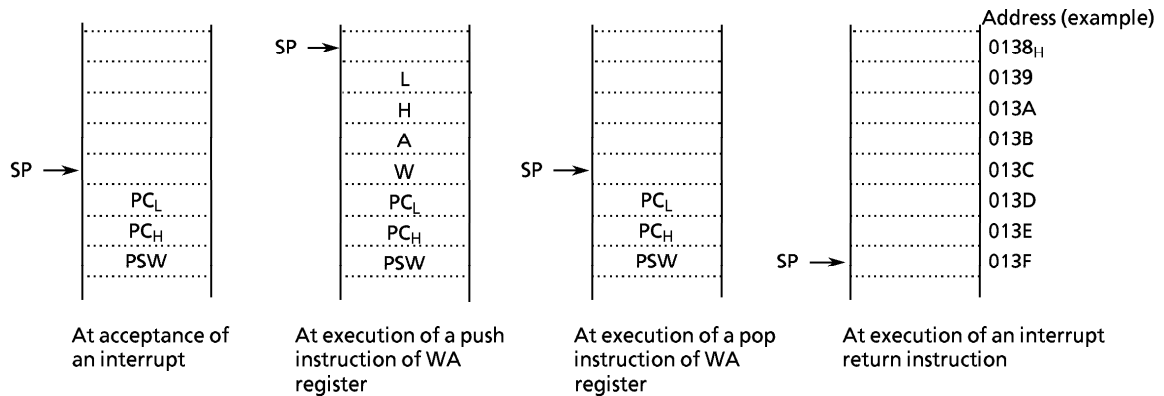 Address (example)
SP 0138H
L 0139
H 013A
A 013B
SP W SP 013C
PCL PCL PCL 013D
PCH PCH PCH 013E
PSW PSW PSW SP 013F
At acceptance of
an interrupt
At execution of a push
instruction of WA
register
At execution of a pop
instruction of WA
register
At execution of an interrupt
return instruction